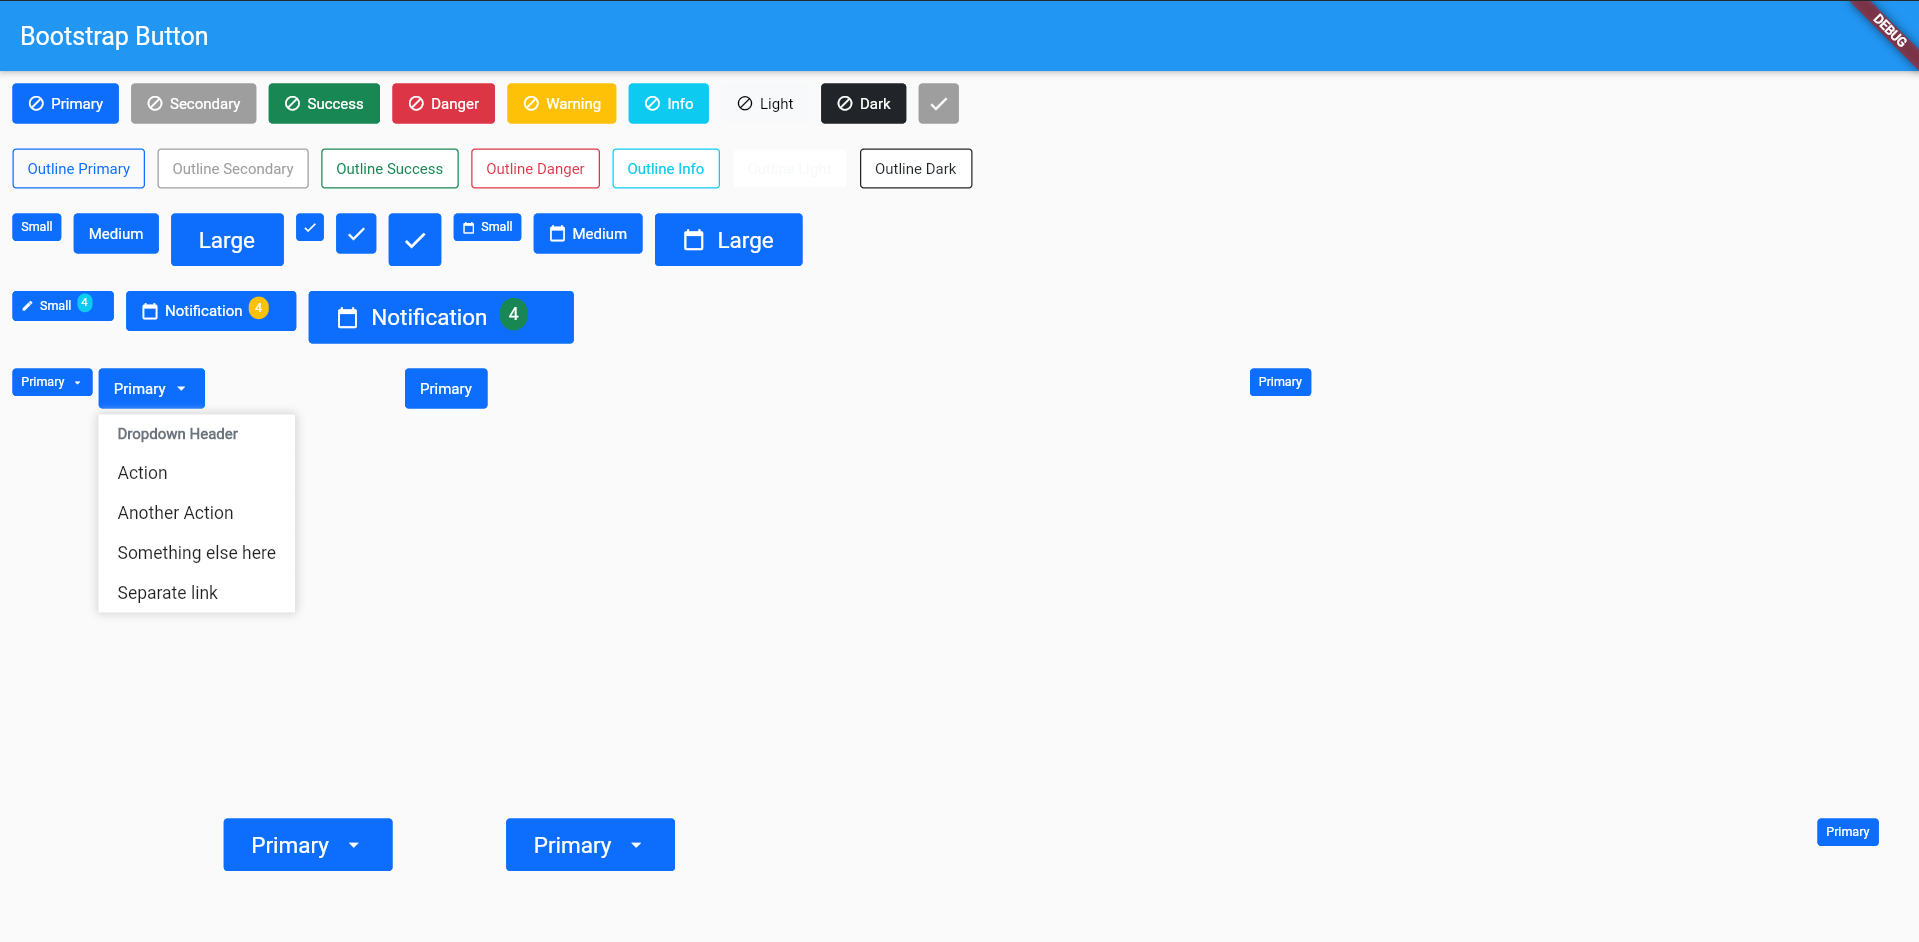 Bootstrap Button
DEBUG
Primary Secondary Success Danger Warning Info Light Dark
Outline Primary Outline Secondary Outline Success Outline Danger Outline Info Outline Light Outline Dark
Small Medium Large Small Medium Large
Small 4 Notification 4 Notification 4
Primary Primary Primary Primary
Dropdown Header
Action
Another Action
Something else here
Separate link
Primary Primary Primary